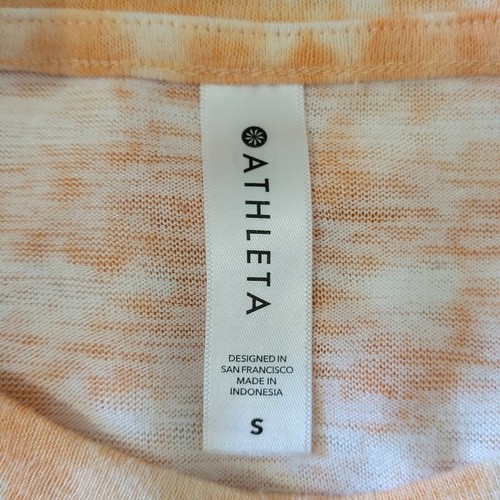 ATHLETA
DESIGNED IN
SAN FRANCISCO
MADE IN
INDONESIA
S